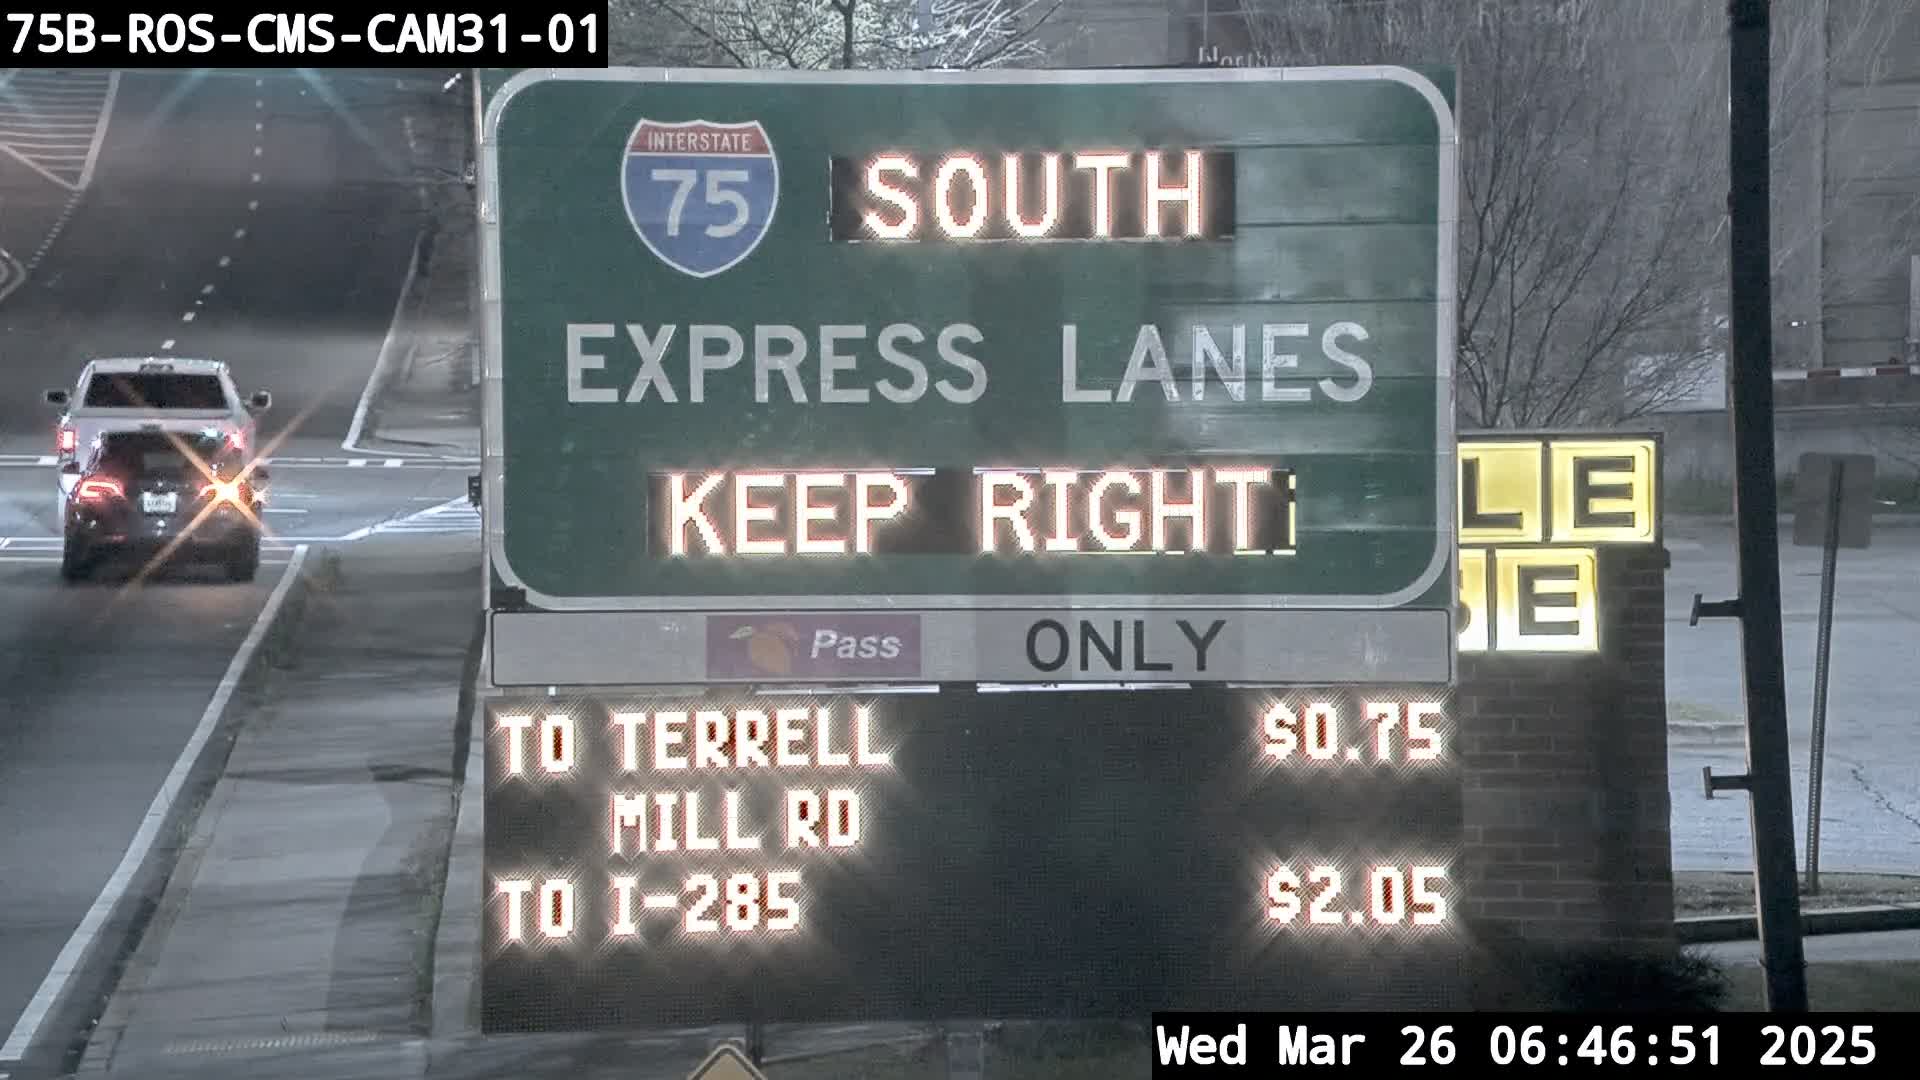 75B-ROS-CMS-CAM31-01
INTERSTATE
75
SOUTH
EXPRESS LANES
KEEP RIGHT
Pass ONLY
TO TERRELL $0.75
MILL RD
TO I-285 $2.05
LE
E
Wed Mar 26 06:46:51 2025